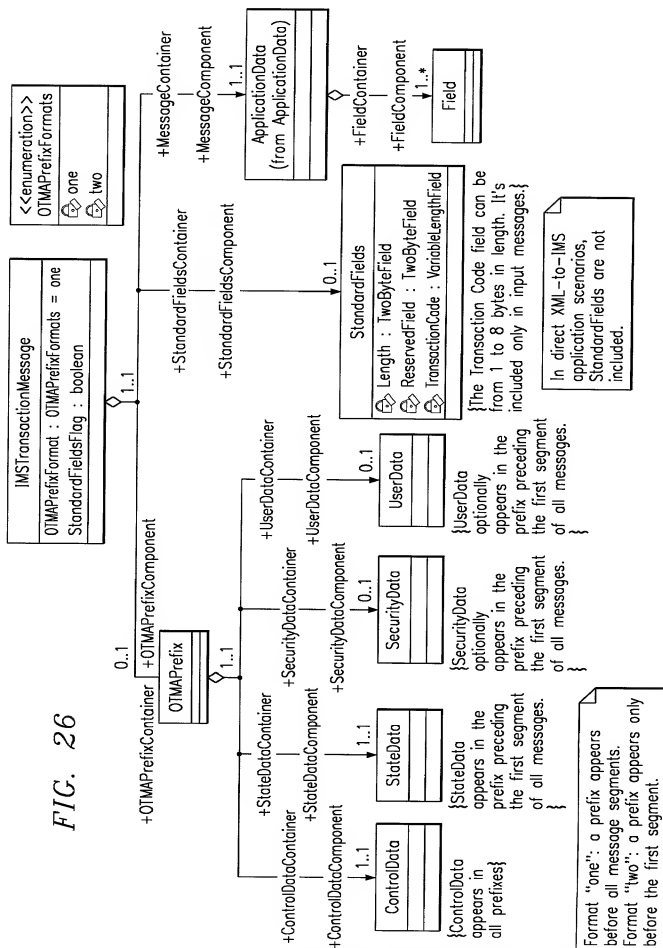 FIG. 26
IMSTransactionMessage
OTMAPrefixFormat : OTMAPrefixFormats = one
StandardFieldsFlag : boolean
<<enumeration>>
OTMAPrefixFormats
one
two
1..1
0..1
+OTMAPrefixContainer
+OTMAPrefixComponent
OTMAPrefix
1..1
+StandardFieldsContainer
+StandardFieldsComponent
0..1
+MessageContainer
+MessageComponent
1..1
ApplicationData
(from ApplicationData)
+FieldContainer
+FieldComponent
1..*
Field
StandardFields
Length : TwoByteField
ReservedField : TwoByteField
TransactionCode : VariableLengthField
{The Transaction Code field can be
from 1 to 8 bytes in length. It's
included only in input messages.}
In direct XML-to-IMS
application scenarios,
StandardFields are not
included.
+ControlDataContainer
+ControlDataComponent
1..1
ControlData
{ControlData
appears in
all prefixes}
+StateDataContainer
+StateDataComponent
1..1
StateData
{StateData
appears in the
prefix preceding
the first segment
of all messages.
}
+SecurityDataContainer
+SecurityDataComponent
0..1
SecurityData
{SecurityData
optionally
appears in the
prefix preceding
the first segment
of all messages.
}
+UserDataContainer
+UserDataComponent
0..1
UserData
{UserData
optionally
appears in the
prefix preceding
the first segment
of all messages.
}
Format "one": a prefix appears
before all message segments.
Format "two": a prefix appears only
before the first segment.